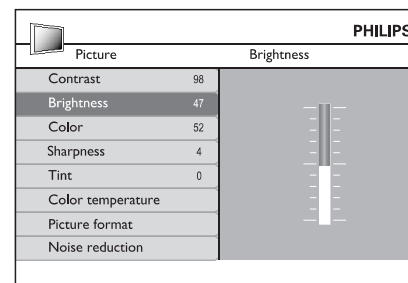 PHILIPS
Picture
Brightness
Contrast 98
Brightness 47
Color 52
Sharpness 4
Tint 0
Color temperature
Picture format
Noise reduction